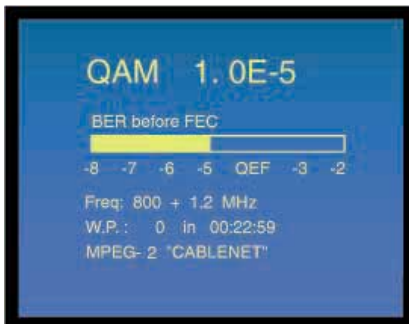 QAM 1. 0E-5
BER before FEC
-8 -7 -6 -5 QEF -3 -2
Freq: 800 + 1.2 MHz
W.P. : 0 in 00:22:59
MPEG- 2 "CABLENET"